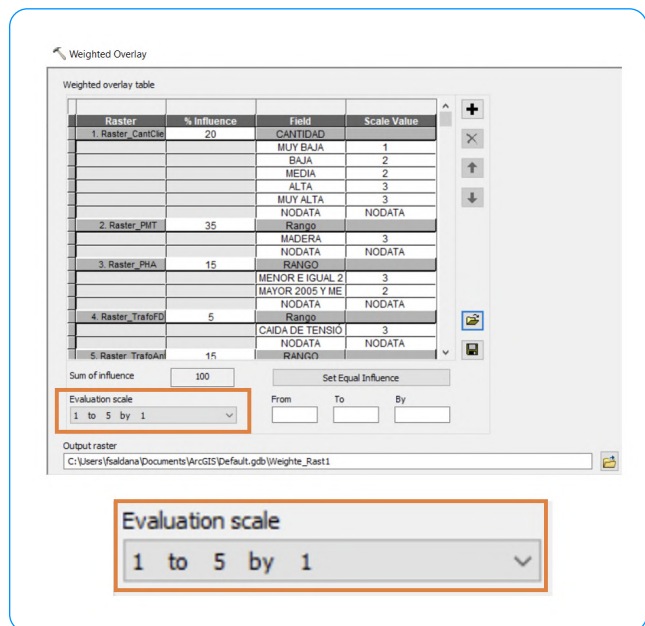 Weighted Overlay
Weighted overlay table
Raster % Influence Field Scale Value
1. Raster_CantClie 20 CANTIDAD
MUY BAJA 1
BAJA 2
MEDIA 2
ALTA 3
MUY ALTA 3
NODATA NODATA
2. Raster_PMT 35 Rango
MADERA 3
NODATA NODATA
3. Raster_PHA 15 RANGO
MENOR E IGUAL 2 3
MAYOR 2005 Y ME 2
NODATA NODATA
4. Raster_TrafoFD 5 Rango
CAIDA DE TENSIÓ 3
NODATA NODATA
5. Raster_TrafoAni 15 RANGO
Sum of influence 100 Set Equal Influence
Evaluation scale From To By
1 to 5 by 1
Output raster
C:\Users\fsaldana\Documents\ArcGIS\Default.gdb\Weighte_Rast1
Evaluation scale
1 to 5 by 1